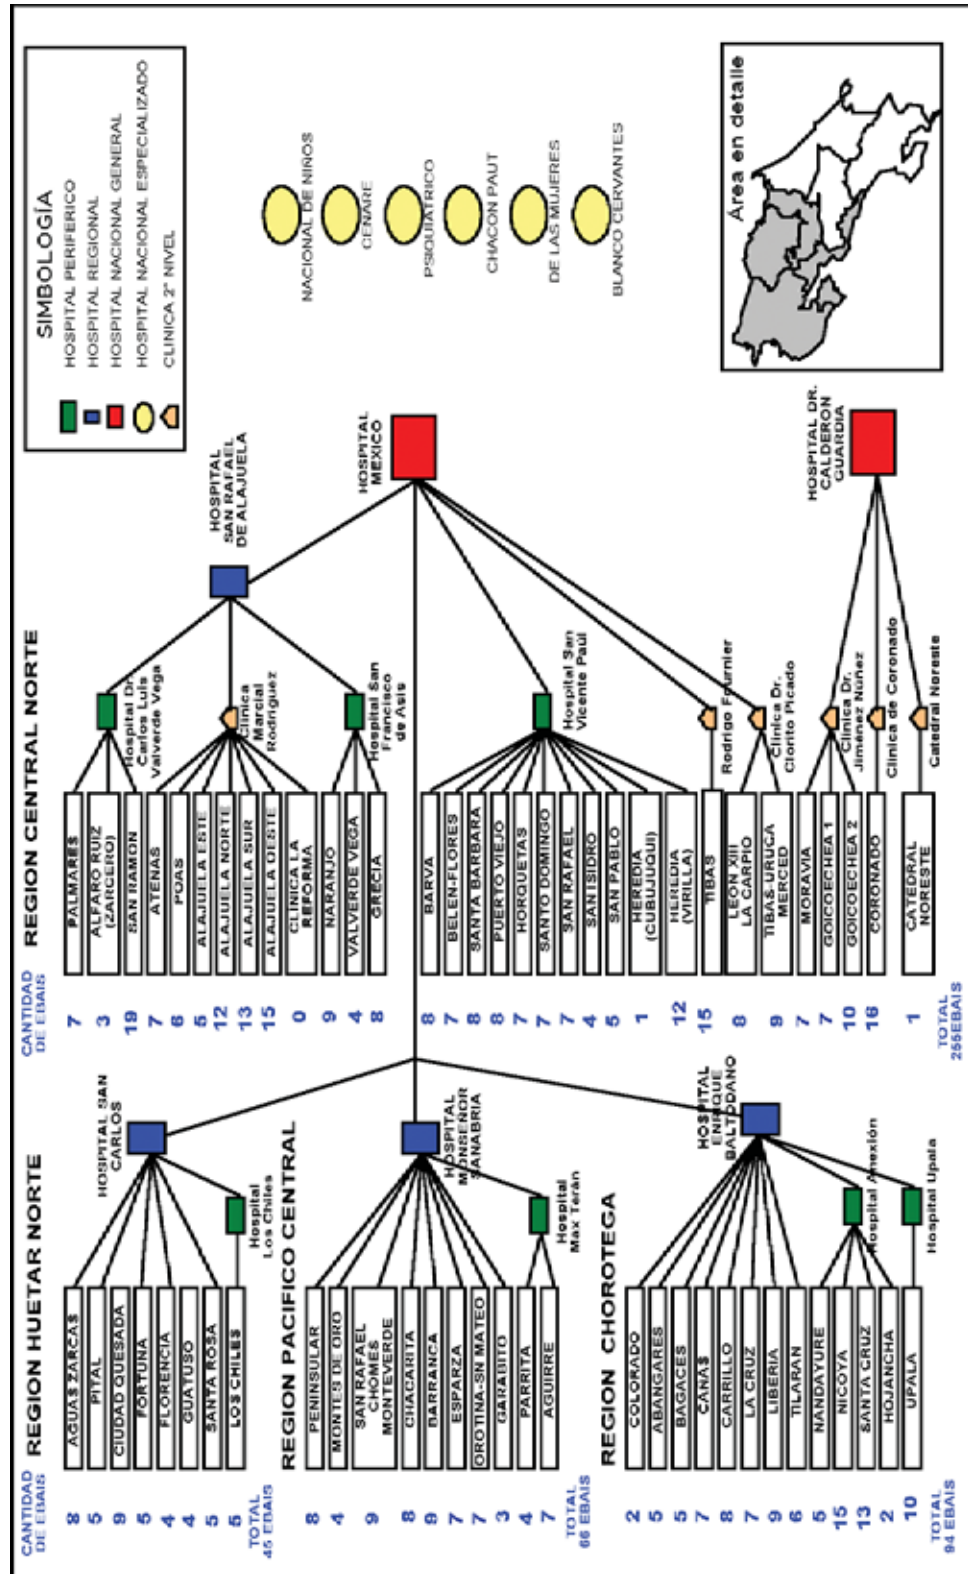 SIMBOLOGÍA
HOSPITAL PERIFERICO
HOSPITAL REGIONAL
HOSPITAL NACIONAL GENERAL
HOSPITAL NACIONAL ESPECIALIZADO
CLINICA 2° NIVEL
NACIONAL DE NIÑOS
CENARE
PSIQUIÁTRICO
CHACON PAUT
DE LAS MUJERES
BLANCO CERVANTES
Área en detalle
HOSPITAL
SAN RAFAEL
DE ALAJUELA
HOSPITAL
MEXICO
HOSPITAL DR.
CALDERON
GUARDIA
REGION CENTRAL NORTE
Hospital Dr.
Carlos Luis
Valverde Vega
Clinica
Marcial
Rodriguez
Hospital San
Francisco
de Asis
Hospital San
Vicente Paúl
Rodrigo Fournier
Clinica Dr.
Clorito Picado
Clinica Dr.
Jiménez Núñez
Clinica de Coronado
Catedral Noreste
CANTIDAD
DE EBAIS
7 PALMARES
3 ALFARO RUIZ
(ZARCERO)
19 SAN RAMON
7 ATENAS
6 POAS
5 ALAJUELA ESTE
12 ALAJUELA NORTE
13 ALAJUELA SUR
15 ALAJUELA OESTE
0 CLINICA LA
REFORMA
9 NARANJO
4 VALVERDE VEGA
8 GRECIA
8 BARVA
7 BELEN-FLORES
8 SANTA BARBARA
8 PUERTO VIEJO
7 HORQUETAS
7 SANTO DOMINGO
7 SAN RAFAEL
4 SAN ISIDRO
5 SAN PABLO
1 HEREDIA
(CUBUJUQUI)
12 HEREDIA
(VIRILLA)
15 TIBAS
8 LEON XIII
LA CARPIO
9 TIBAS-URUCA
MERCED
7 MORAVIA
7 GOICOECHEA 1
10 GOICOECHEA 2
16 CORONADO
1 CATEDRAL
NORESTE
TOTAL
255EBAIS
REGION HUETAR NORTE
HOSPITAL SAN
CARLOS
Hospital
Los Chiles
CANTIDAD
DE EBAIS
8 AGUAS ZARCAS
5 PITAL
9 CIUDAD QUESADA
5 FORTUNA
4 FLORENCIA
4 GUATUSO
5 SANTA ROSA
5 LOS CHILES
TOTAL
45 EBAIS
REGION PACIFICO CENTRAL
HOSPITAL
MONSEÑOR
SANABRIA
Hospital
Max Terán
8 PENINSULAR
4 MONTES DE ORO
9 SAN RAFAEL
CHOMES
MONTEVERDE
8 CHACARITA
9 BARRANCA
7 ESPARZA
7 OROTINA-SN MATEO
3 GARABITO
4 PARRITA
7 AGUIRRE
TOTAL
66 EBAIS
REGION CHOROTEGA
HOSPITAL
ENRIQUE
BALTODANO
Hospital Anexión
Hospital Upala
2 COLORADO
5 ABANGARES
5 BAGACES
7 CAÑAS
8 CARRILLO
7 LA CRUZ
9 LIBERIA
6 TILARAN
5 NANDAYURE
15 NICOYA
13 SANTA CRUZ
2 HOJANCHA
10 UPALA
TOTAL
94 EBAIS